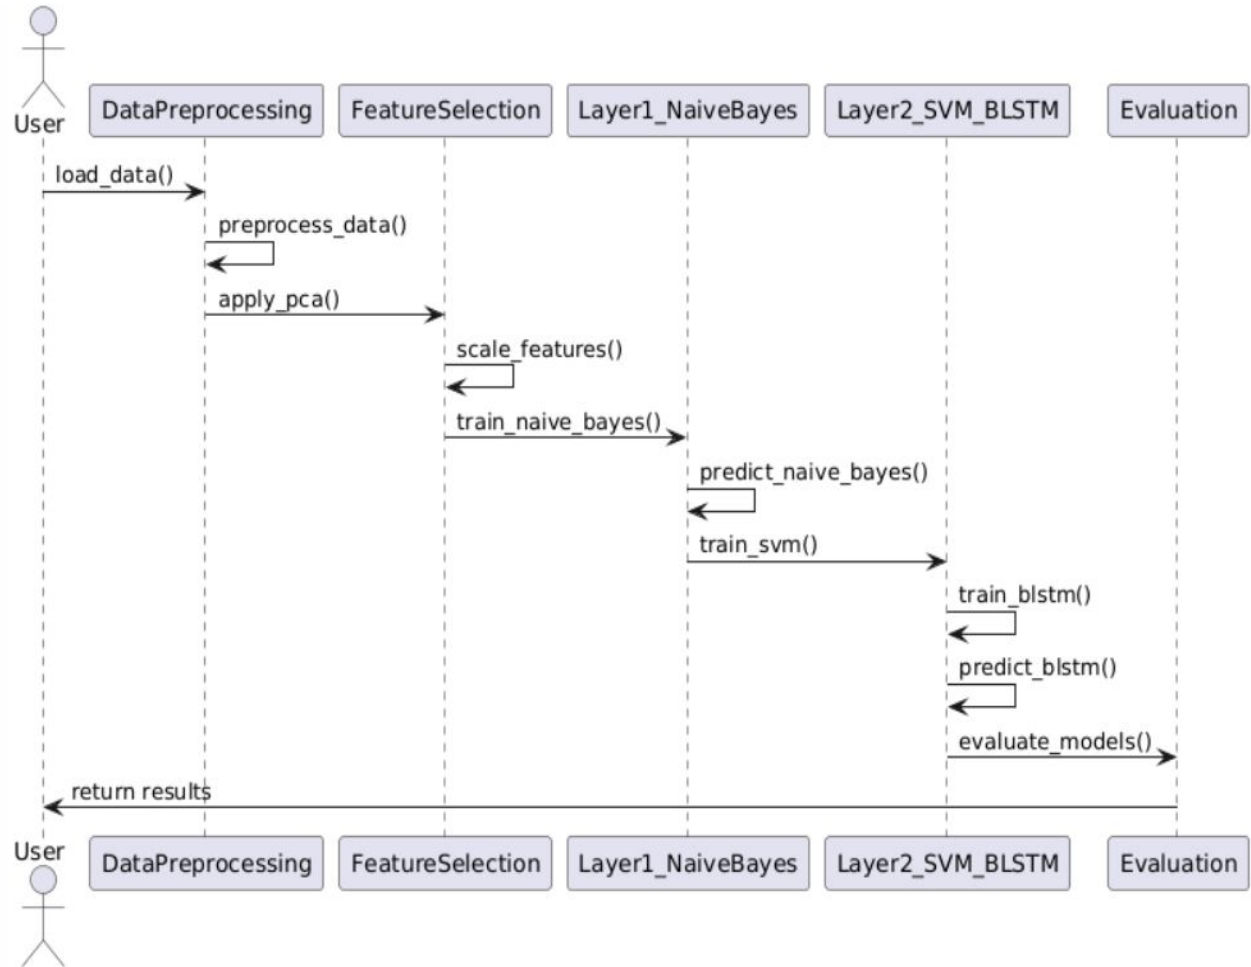 User
DataPreprocessing
FeatureSelection
Layer1_NaiveBayes
Layer2_SVM_BLSTM
Evaluation
load_data()
preprocess_data()
apply_pca()
scale_features()
train_naive_bayes()
predict_naive_bayes()
train_svm()
train_blstm()
predict_blstm()
evaluate_models()
return results
User
DataPreprocessing
FeatureSelection
Layer1_NaiveBayes
Layer2_SVM_BLSTM
Evaluation